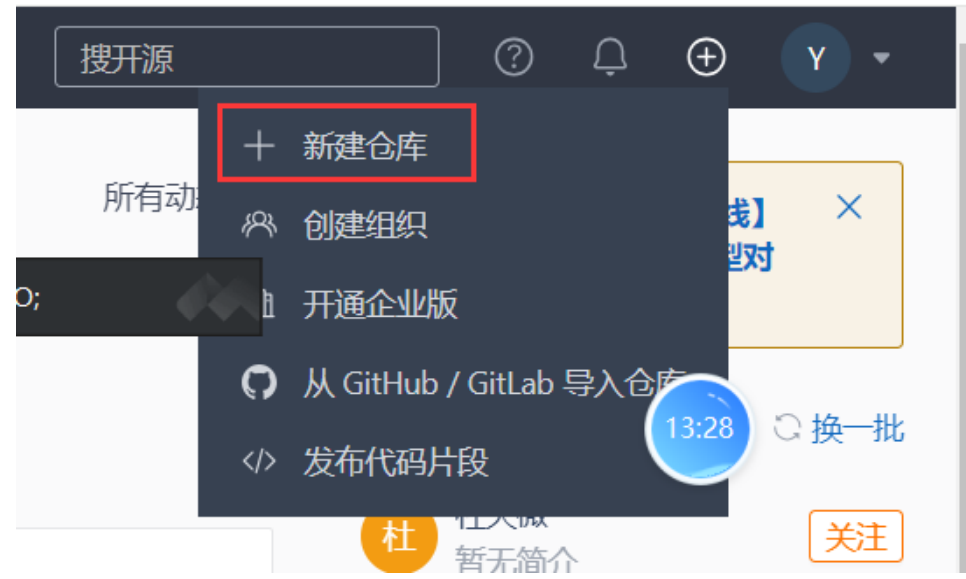 搜开源
Y
新建仓库
所有动
创建组织
线】
型对
O;
开通企业版
从 GitHub / GitLab 导入仓库
13:28
换一批
发布代码片段
杜
关注
暂无简介